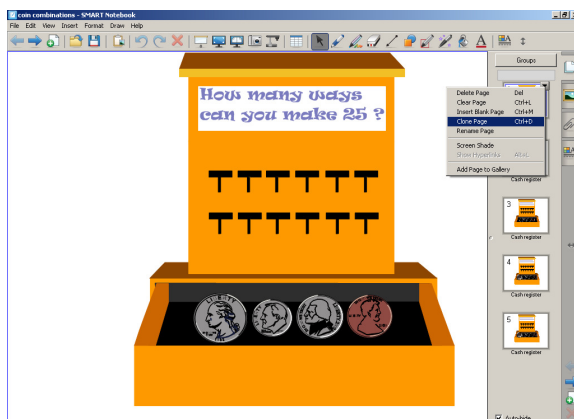 coin combinations - SMART Notebook
File Edit View Insert Format Draw Help
Groups
How many ways
can you make 25 ?
Delete Page Del
Clear Page Ctrl+L
Insert Blank Page Ctrl+M
Clone Page Ctrl+D
Rename Page
Screen Shade
Show Hyperlinks Alt+L
Add Page to Gallery
Cash register
3
Cash register
4
Cash register
5
Cash register
LIBERTY
Auto-hide